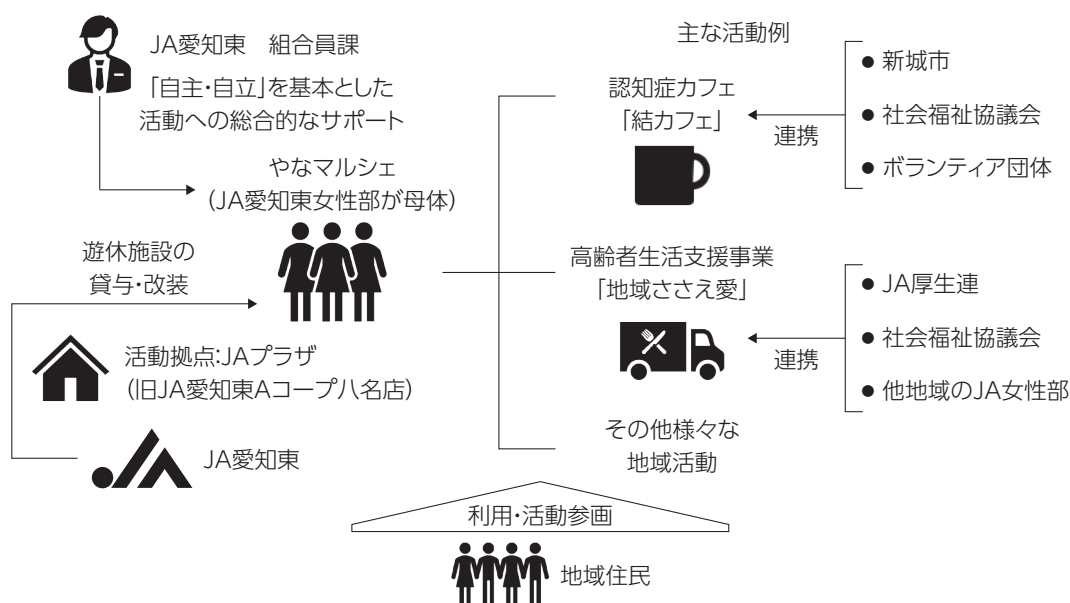 JA愛知東　組合員課
「自主・自立」を基本とした
活動への総合的なサポート
やなマルシェ
（JA愛知東女性部が母体）
遊休施設の
貸与・改装
活動拠点:JAプラザ
（旧JA愛知東Aコープ八名店）
JA愛知東
主な活動例
認知症カフェ
「結カフェ」
連携
● 新城市
● 社会福祉協議会
● ボランティア団体
高齢者生活支援事業
「地域ささえ愛」
連携
● JA厚生連
● 社会福祉協議会
● 他地域のJA女性部
その他様々な
地域活動
利用・活動参画
地域住民